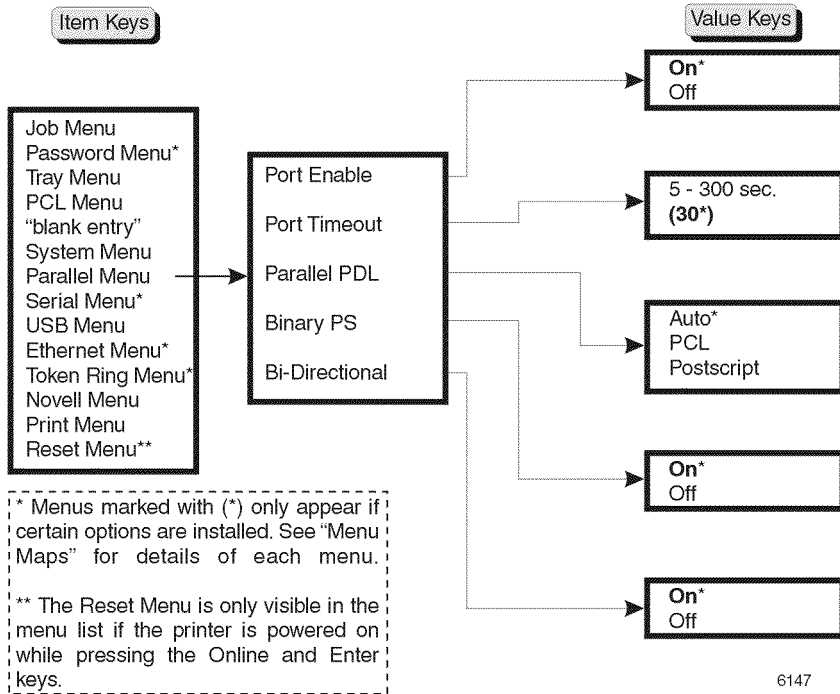 Item Keys
Value Keys
Job Menu
Password Menu*
Tray Menu
PCL Menu
“blank entry”
System Menu
Parallel Menu
Serial Menu*
USB Menu
Ethernet Menu*
Token Ring Menu*
Novell Menu
Print Menu
Reset Menu**
Port Enable
Port Timeout
Parallel PDL
Binary PS
Bi-Directional
On*
Off
5 - 300 sec.
(30*)
Auto*
PCL
Postscript
On*
Off
On*
Off
* Menus marked with (*) only appear if
certain options are installed. See “Menu
Maps” for details of each menu.
** The Reset Menu is only visible in the
menu list if the printer is powered on
while pressing the Online and Enter
keys.
6147